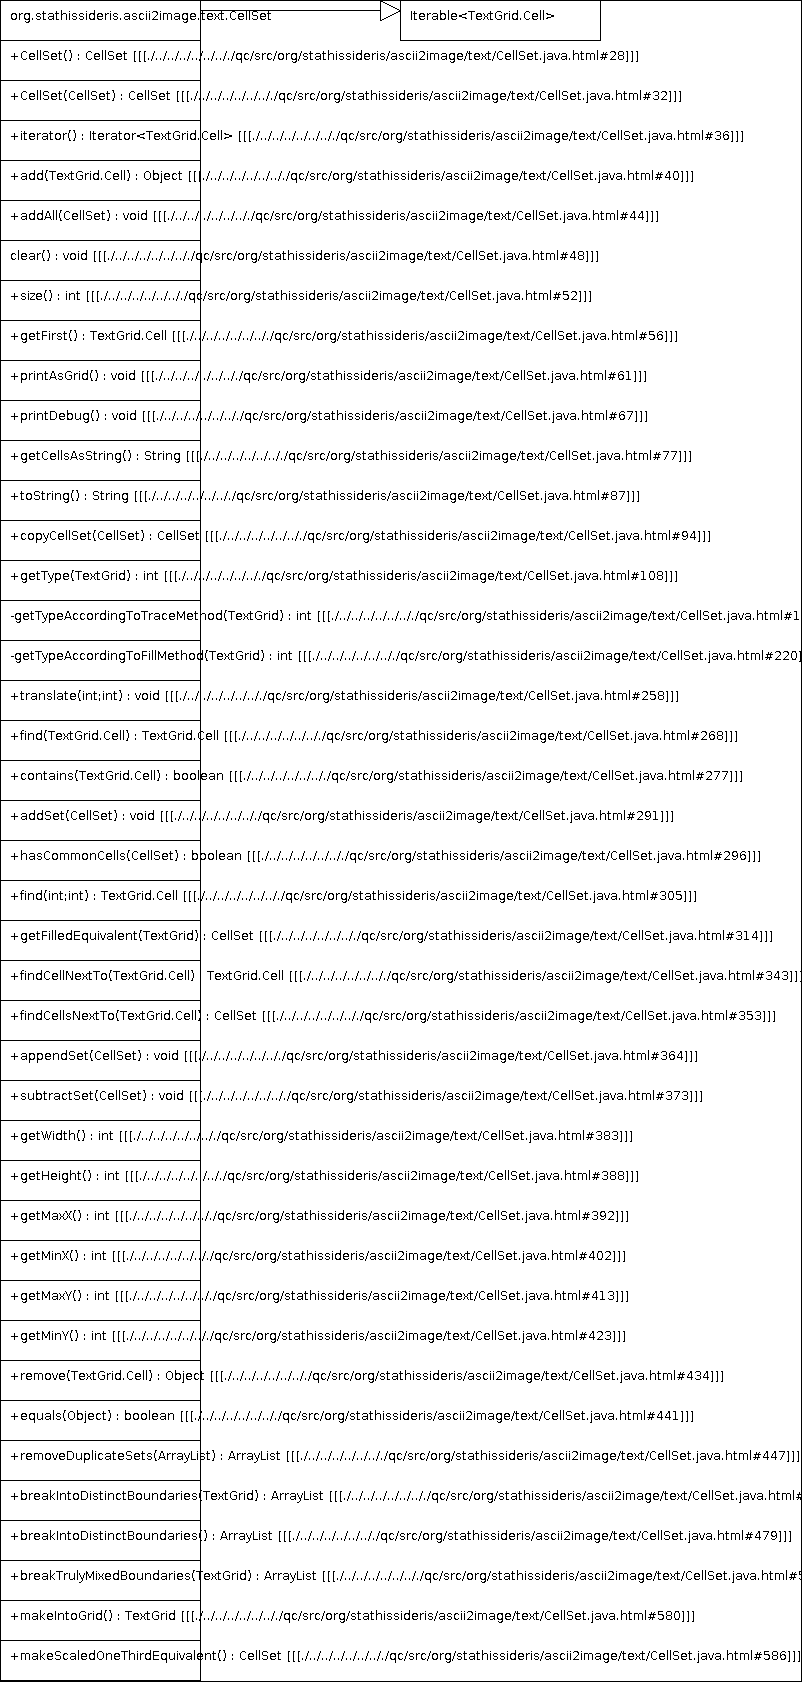 org.stathissideris.ascii2image.text.CellSet
Iterable<TextGrid.Cell>
+CellSet() : CellSet [[[./../../../../../../../qc/src/org/stathissideris/ascii2image/text/CellSet.java.html#28]]]
+CellSet(CellSet) : CellSet [[[./../../../../../../../qc/src/org/stathissideris/ascii2image/text/CellSet.java.html#32]]]
+iterator() : Iterator<TextGrid.Cell> [[[./../../../../../../../qc/src/org/stathissideris/ascii2image/text/CellSet.java.html#36]]]
+add(TextGrid.Cell) : Object [[[./../../../../../../../qc/src/org/stathissideris/ascii2image/text/CellSet.java.html#40]]]
+addAll(CellSet) : void [[[./../../../../../../../qc/src/org/stathissideris/ascii2image/text/CellSet.java.html#44]]]
clear() : void [[[./../../../../../../../qc/src/org/stathissideris/ascii2image/text/CellSet.java.html#48]]]
+size() : int [[[./../../../../../../../qc/src/org/stathissideris/ascii2image/text/CellSet.java.html#52]]]
+getFirst() : TextGrid.Cell [[[./../../../../../../../qc/src/org/stathissideris/ascii2image/text/CellSet.java.html#56]]]
+printAsGrid() : void [[[./../../../../../../../qc/src/org/stathissideris/ascii2image/text/CellSet.java.html#61]]]
+printDebug() : void [[[./../../../../../../../qc/src/org/stathissideris/ascii2image/text/CellSet.java.html#67]]]
+getCellsAsString() : String [[[./../../../../../../../qc/src/org/stathissideris/ascii2image/text/CellSet.java.html#77]]]
+toString() : String [[[./../../../../../../../qc/src/org/stathissideris/ascii2image/text/CellSet.java.html#87]]]
+copyCellSet(CellSet) : CellSet [[[./../../../../../../../qc/src/org/stathissideris/ascii2image/text/CellSet.java.html#94]]]
+getType(TextGrid) : int [[[./../../../../../../../qc/src/org/stathissideris/ascii2image/text/CellSet.java.html#108]]]
-getTypeAccordingToTraceMethod(TextGrid) : int [[[./../../../../../../../qc/src/org/stathissideris/ascii2image/text/CellSet.java.html#1
-getTypeAccordingToFillMethod(TextGrid) : int [[[./../../../../../../../qc/src/org/stathissideris/ascii2image/text/CellSet.java.html#220]
+translate(int;int) : void [[[./../../../../../../../qc/src/org/stathissideris/ascii2image/text/CellSet.java.html#258]]]
+find(TextGrid.Cell) : TextGrid.Cell [[[./../../../../../../../qc/src/org/stathissideris/ascii2image/text/CellSet.java.html#268]]]
+contains(TextGrid.Cell) : boolean [[[./../../../../../../../qc/src/org/stathissideris/ascii2image/text/CellSet.java.html#277]]]
+addSet(CellSet) : void [[[./../../../../../../../qc/src/org/stathissideris/ascii2image/text/CellSet.java.html#291]]]
+hasCommonCells(CellSet) : boolean [[[./../../../../../../../qc/src/org/stathissideris/ascii2image/text/CellSet.java.html#296]]]
+find(int;int) : TextGrid.Cell [[[./../../../../../../../qc/src/org/stathissideris/ascii2image/text/CellSet.java.html#305]]]
+getFilledEquivalent(TextGrid) : CellSet [[[./../../../../../../../qc/src/org/stathissideris/ascii2image/text/CellSet.java.html#314]]]
+findCellNextTo(TextGrid.Cell) : TextGrid.Cell [[[./../../../../../../../qc/src/org/stathissideris/ascii2image/text/CellSet.java.html#343]]]
+findCellsNextTo(TextGrid.Cell) : CellSet [[[./../../../../../../../qc/src/org/stathissideris/ascii2image/text/CellSet.java.html#353]]]
+appendSet(CellSet) : void [[[./../../../../../../../qc/src/org/stathissideris/ascii2image/text/CellSet.java.html#364]]]
+subtractSet(CellSet) : void [[[./../../../../../../../qc/src/org/stathissideris/ascii2image/text/CellSet.java.html#373]]]
+getWidth() : int [[[./../../../../../../../qc/src/org/stathissideris/ascii2image/text/CellSet.java.html#383]]]
+getHeight() : int [[[./../../../../../../../qc/src/org/stathissideris/ascii2image/text/CellSet.java.html#388]]]
+getMaxX() : int [[[./../../../../../../../qc/src/org/stathissideris/ascii2image/text/CellSet.java.html#392]]]
+getMinX() : int [[[./../../../../../../../qc/src/org/stathissideris/ascii2image/text/CellSet.java.html#402]]]
+getMaxY() : int [[[./../../../../../../../qc/src/org/stathissideris/ascii2image/text/CellSet.java.html#413]]]
+getMinY() : int [[[./../../../../../../../qc/src/org/stathissideris/ascii2image/text/CellSet.java.html#423]]]
+remove(TextGrid.Cell) : Object [[[./../../../../../../../qc/src/org/stathissideris/ascii2image/text/CellSet.java.html#434]]]
+equals(Object) : boolean [[[./../../../../../../../qc/src/org/stathissideris/ascii2image/text/CellSet.java.html#441]]]
+removeDuplicateSets(ArrayList) : ArrayList [[[./../../../../../../../qc/src/org/stathissideris/ascii2image/text/CellSet.java.html#447]]]
+breakIntoDistinctBoundaries(TextGrid) : ArrayList [[[./../../../../../../../qc/src/org/stathissideris/ascii2image/text/CellSet.java.html#
+breakIntoDistinctBoundaries() : ArrayList [[[./../../../../../../../qc/src/org/stathissideris/ascii2image/text/CellSet.java.html#479]]]
+breakTrulyMixedBoundaries(TextGrid) : ArrayList [[[./../../../../../../../qc/src/org/stathissideris/ascii2image/text/CellSet.java.html#5
+makeIntoGrid() : TextGrid [[[./../../../../../../../qc/src/org/stathissideris/ascii2image/text/CellSet.java.html#580]]]
+makeScaledOneThirdEquivalent() : CellSet [[[./../../../../../../../qc/src/org/stathissideris/ascii2image/text/CellSet.java.html#586]]]